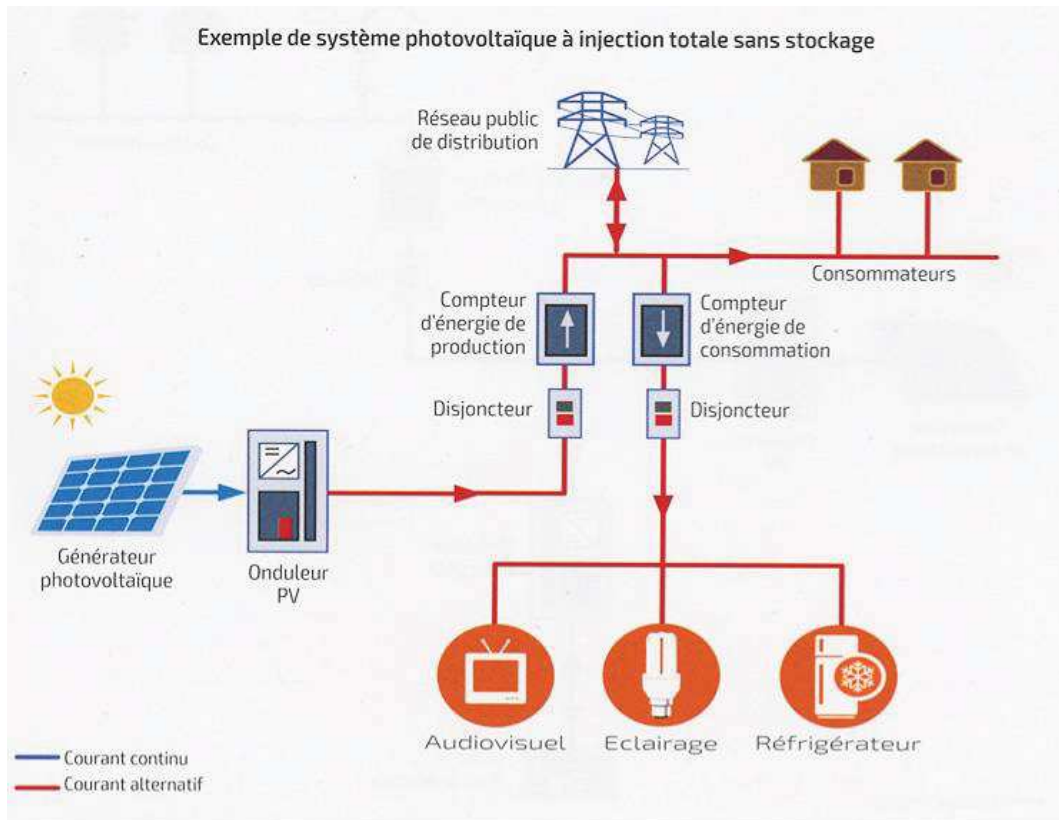 Exemple de système photovoltaïque à injection totale sans stockage
Réseau public
de distribution
Consommateurs
Compteur
d'énergie de
production
Compteur
d'énergie de
consommation
Disjoncteur
Disjoncteur
Générateur
photovoltaïque
Onduleur
PV
Audiovisuel
Eclairage
Réfrigérateur
Courant continu
Courant alternatif